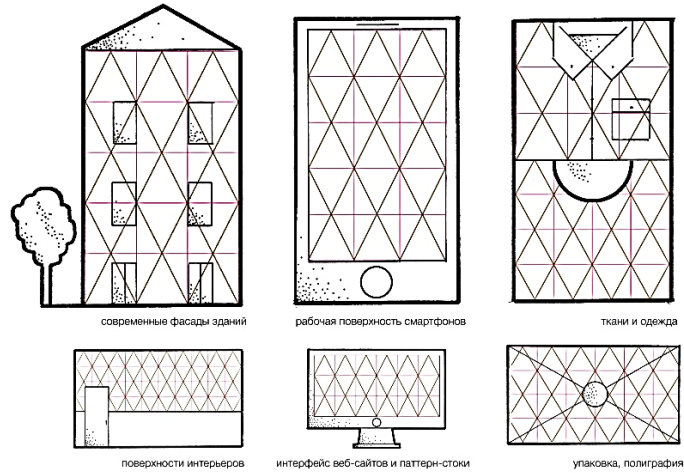 современные фасады зданий
рабочая поверхность смартфонов
ткани и одежда
поверхности интерьеров
интерфейс веб-сайтов и паттерн-стоки
упаковка, полиграфия